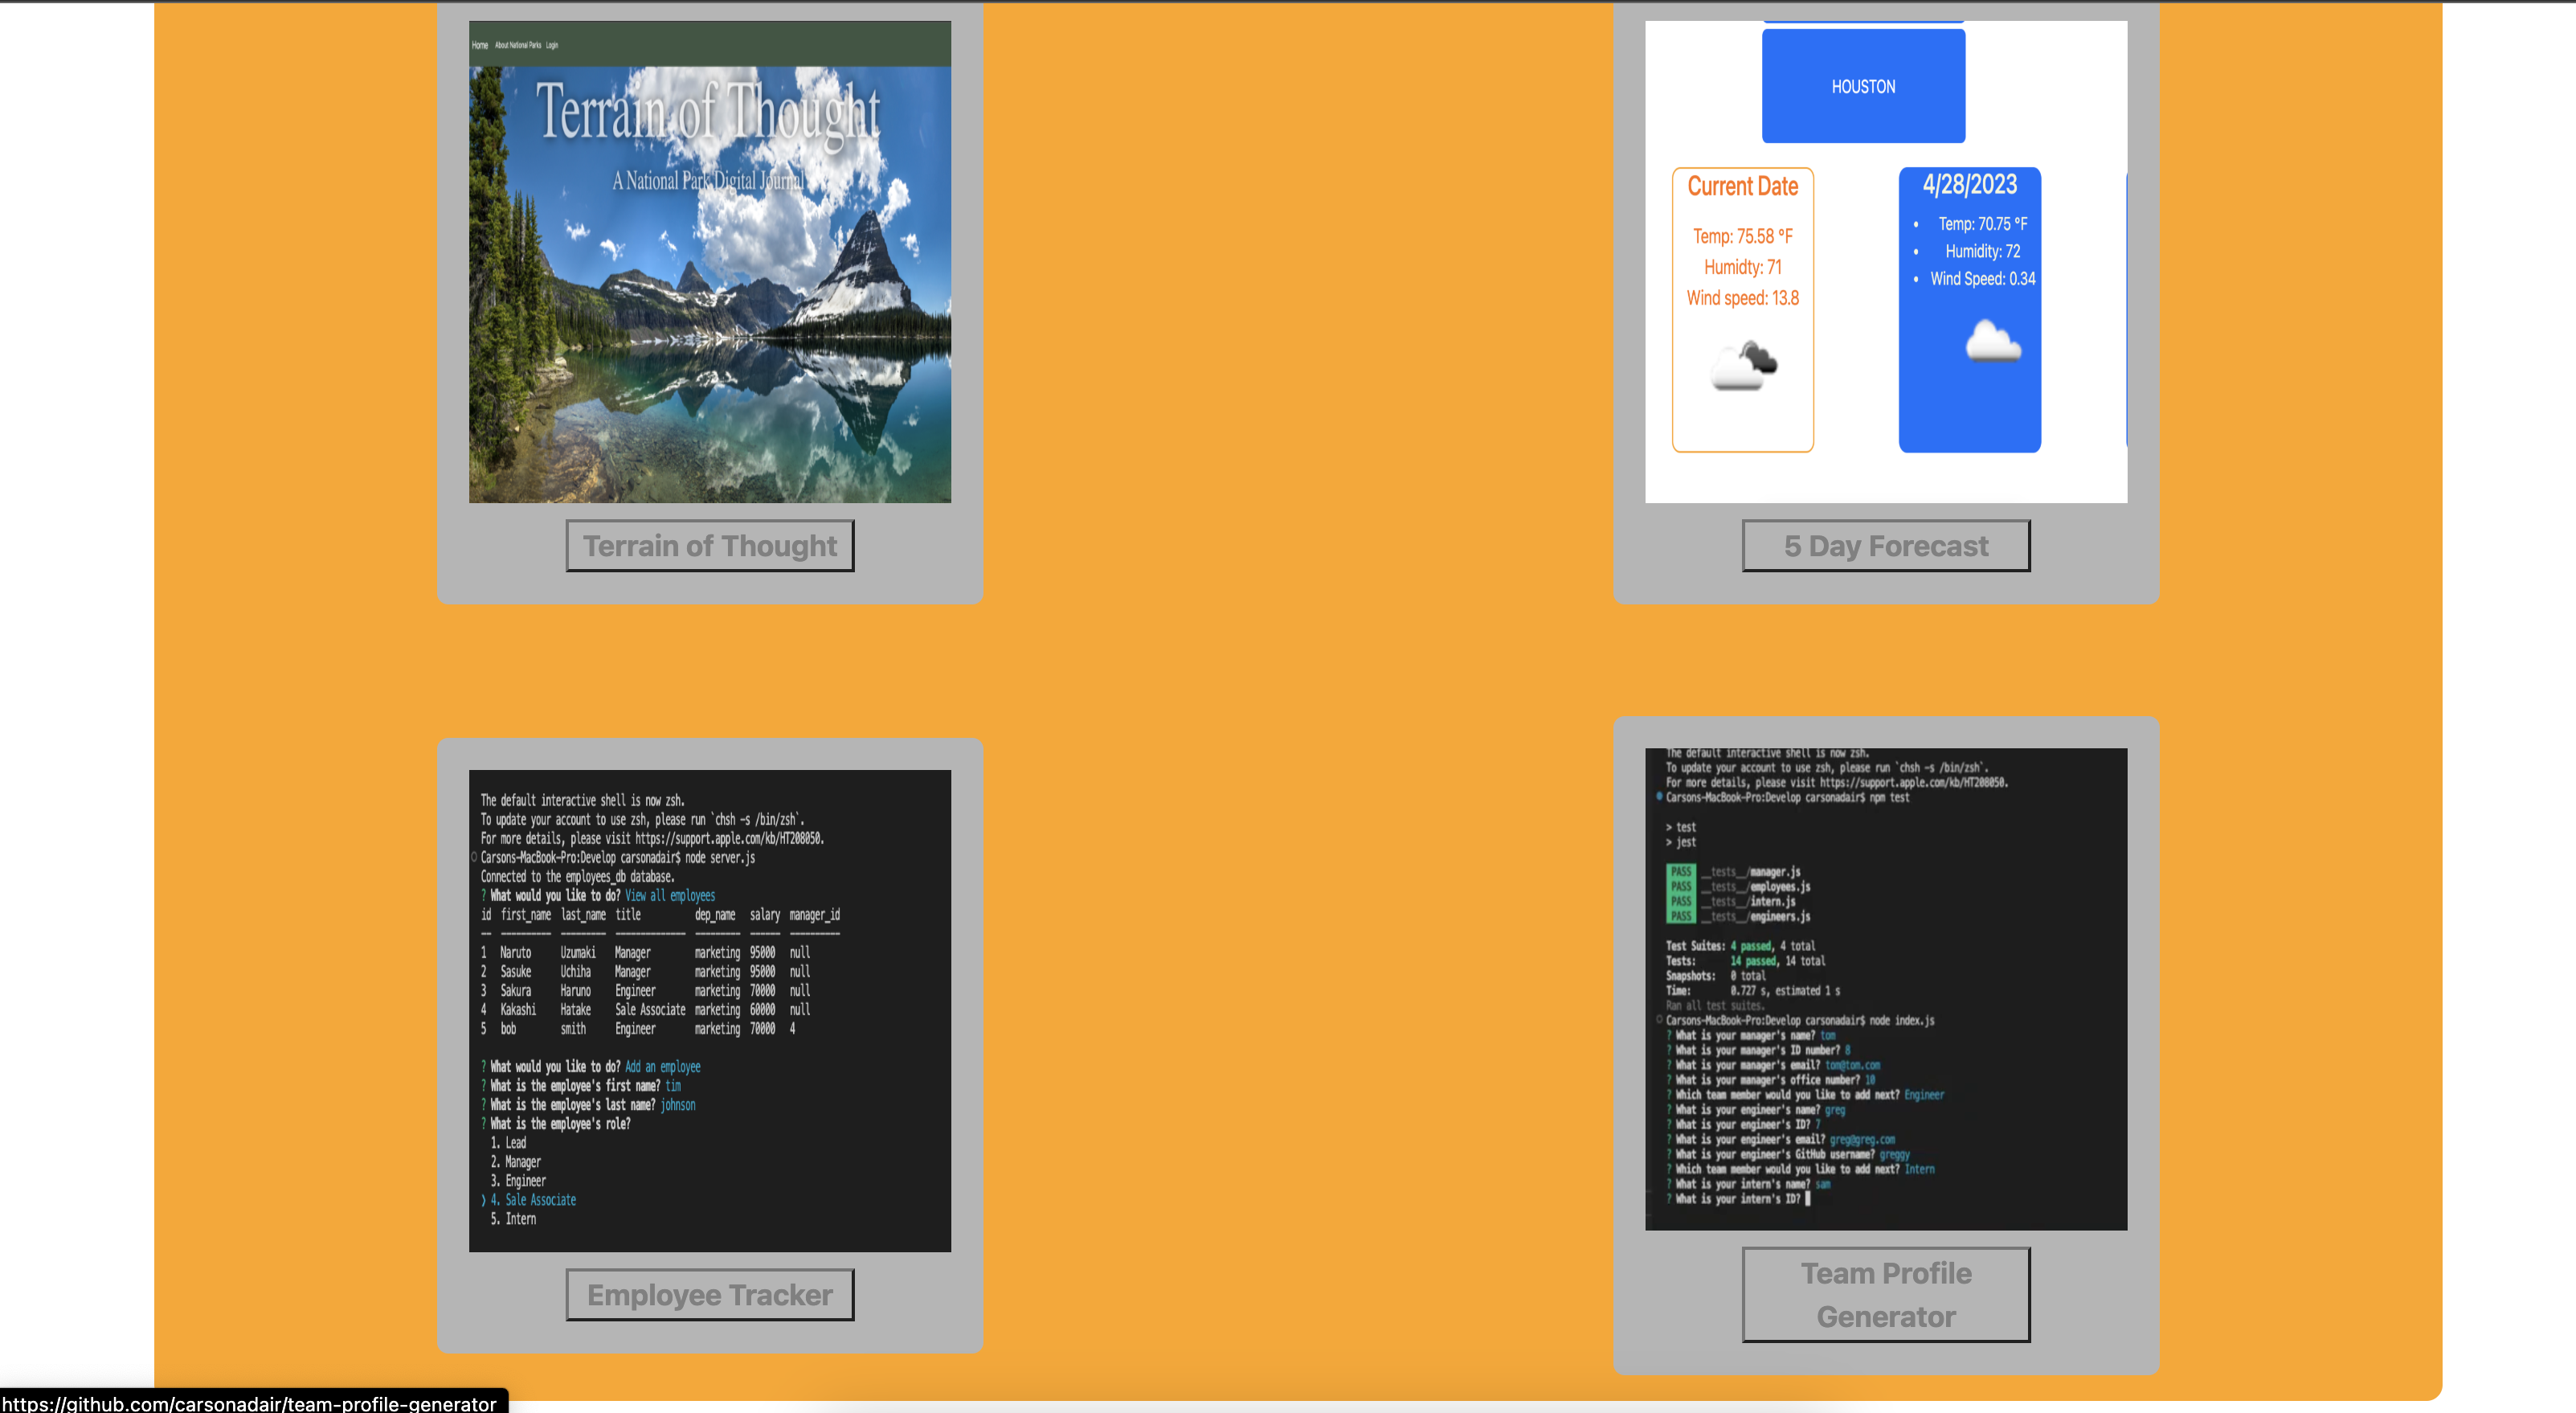 Home About National Parks Login
Terrain of Thought
A National Park Digital Journal
Terrain of Thought
HOUSTON
Current Date
Temp: 75.58 °F
Humidty: 71
Wind speed: 13.8
4/28/2023
• Temp: 70.75 °F
• Humidity: 72
• Wind Speed: 0.34
5 Day Forecast
The default interactive shell is now zsh.
To update your account to use zsh, please run `chsh -s /bin/zsh`.
For more details, please visit https://support.apple.com/kb/HT208050.
Carsons-MacBook-Pro:Develop carsonadair$ node server.js
Connected to the employees_db database.
? What would you like to do? View all employees
id first_name last_name title dep_name salary manager_id
-- ---------- --------- -------------- --------- ------ ----------
1 Naruto Uzumaki Manager marketing 95000 null
2 Sasuke Uchiha Manager marketing 95000 null
3 Sakura Haruno Engineer marketing 70000 null
4 Kakashi Hatake Sale Associate marketing 60000 null
5 bob smith Engineer marketing 70000 4
? What would you like to do? Add an employee
? What is the employee's first name? tim
? What is the employee's last name? johnson
? What is the employee's role?
1. Lead
2. Manager
3. Engineer
❯ 4. Sale Associate
5. Intern
Employee Tracker
The default interactive shell is now zsh.
To update your account to use zsh, please run `chsh -s /bin/zsh`.
For more details, please visit https://support.apple.com/kb/HT208050.
Carsons-MacBook-Pro:Develop carsonadair$ npm test
> test
> jest
PASS __tests__/manager.js
PASS __tests__/employees.js
PASS __tests__/intern.js
PASS __tests__/engineers.js
Test Suites: 4 passed, 4 total
Tests: 14 passed, 14 total
Snapshots: 0 total
Time: 0.727 s, estimated 1 s
Ran all test suites.
Carsons-MacBook-Pro:Develop carsonadair$ node index.js
? What is your manager's name? tom
? What is your manager's ID number? 8
? What is your manager's email? tom@tom.com
? What is your manager's office number? 10
? Which team member would you like to add next? Engineer
? What is your engineer's name? greg
? What is your engineer's ID? 7
? What is your engineer's email? greg@greg.com
? What is your engineer's GitHub username? greggy
? Which team member would you like to add next? Intern
? What is your intern's name? sam
? What is your intern's ID?
Team Profile
Generator
https://github.com/carsonadair/team-profile-generator